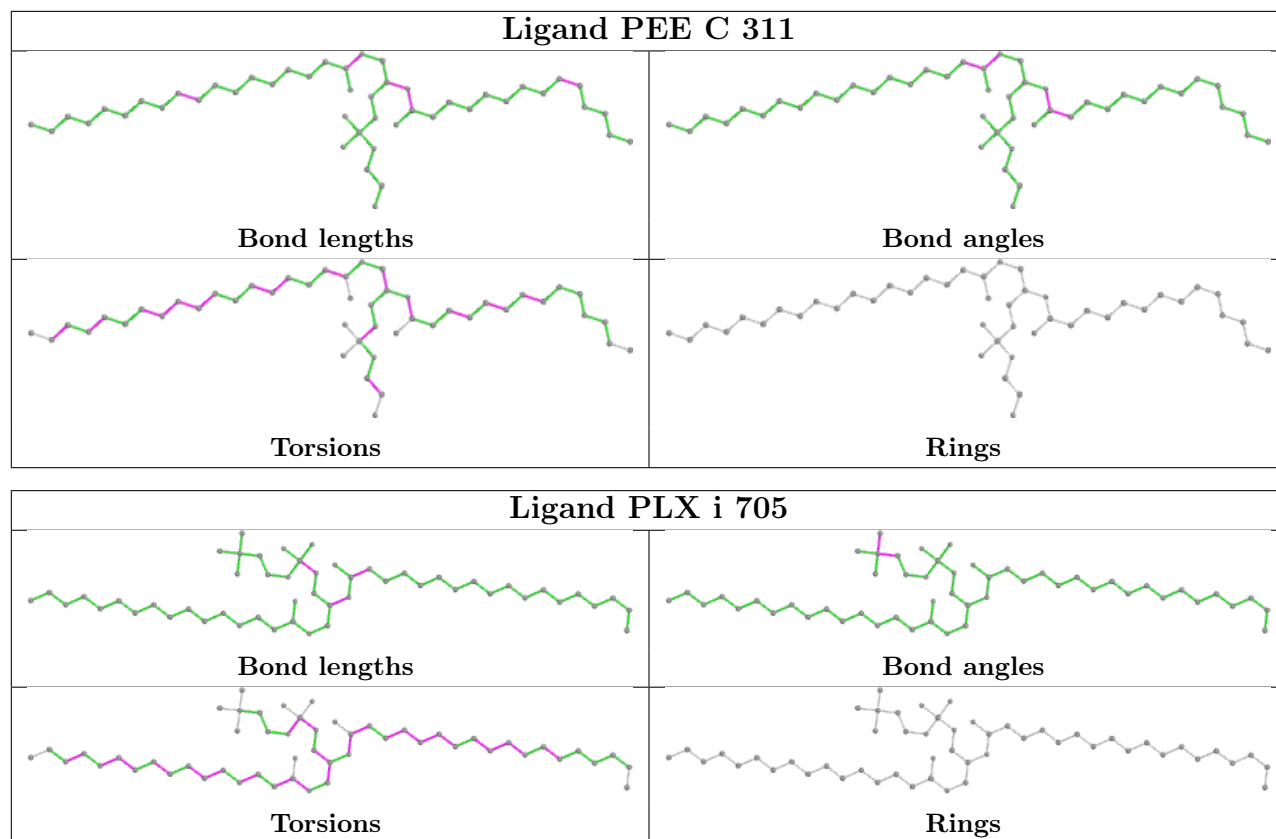 Ligand PEE C 311
Bond lengths
Bond angles
Torsions
Rings
Ligand PLX i 705
Bond lengths
Bond angles
Torsions
Rings